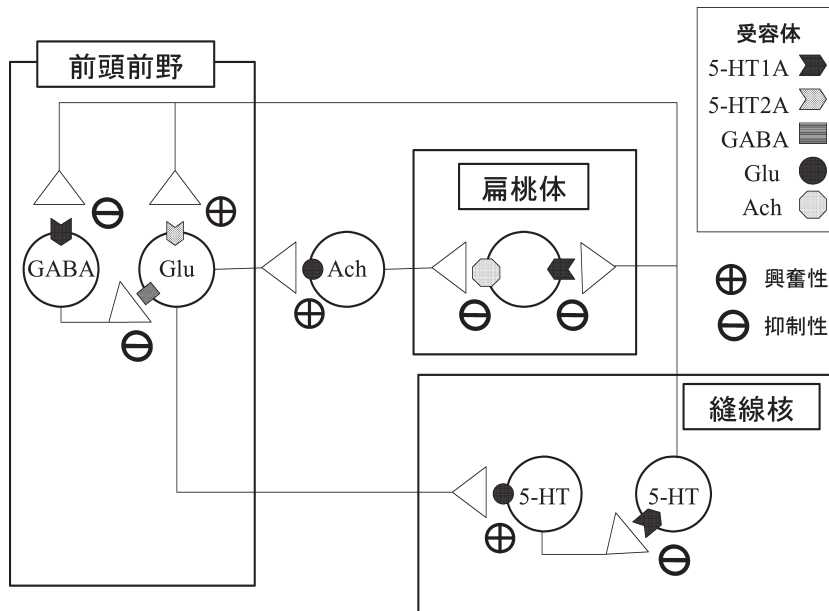 前頭前野
受容体
5-HT1A
5-HT2A
GABA
Glu
Ach
扁桃体
GABA
Glu
Ach
興奮性
抑制性
縫線核
5-HT
5-HT